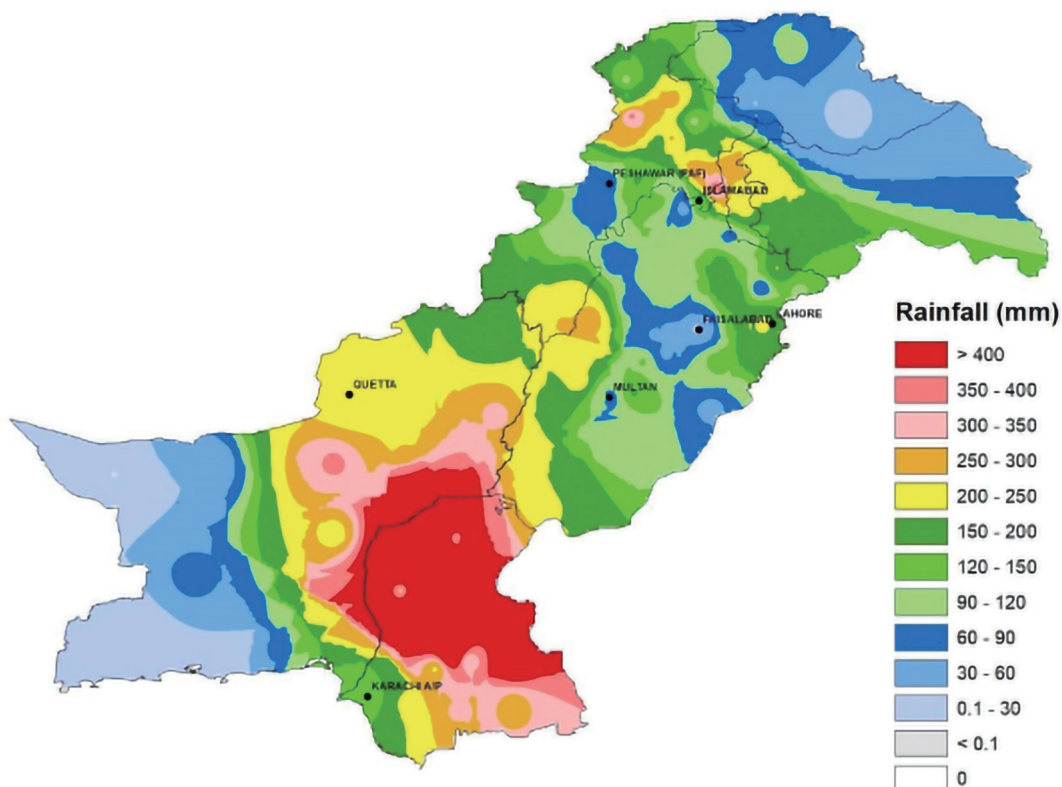 PESHAWAR (PAF)
ISLAMABAD
FAISALABAD
LAHORE
QUETTA
MULTAN
KARACHI A/P
Rainfall (mm)
> 400
350 - 400
300 - 350
250 - 300
200 - 250
150 - 200
120 - 150
90 - 120
60 - 90
30 - 60
0.1 - 30
< 0.1
0